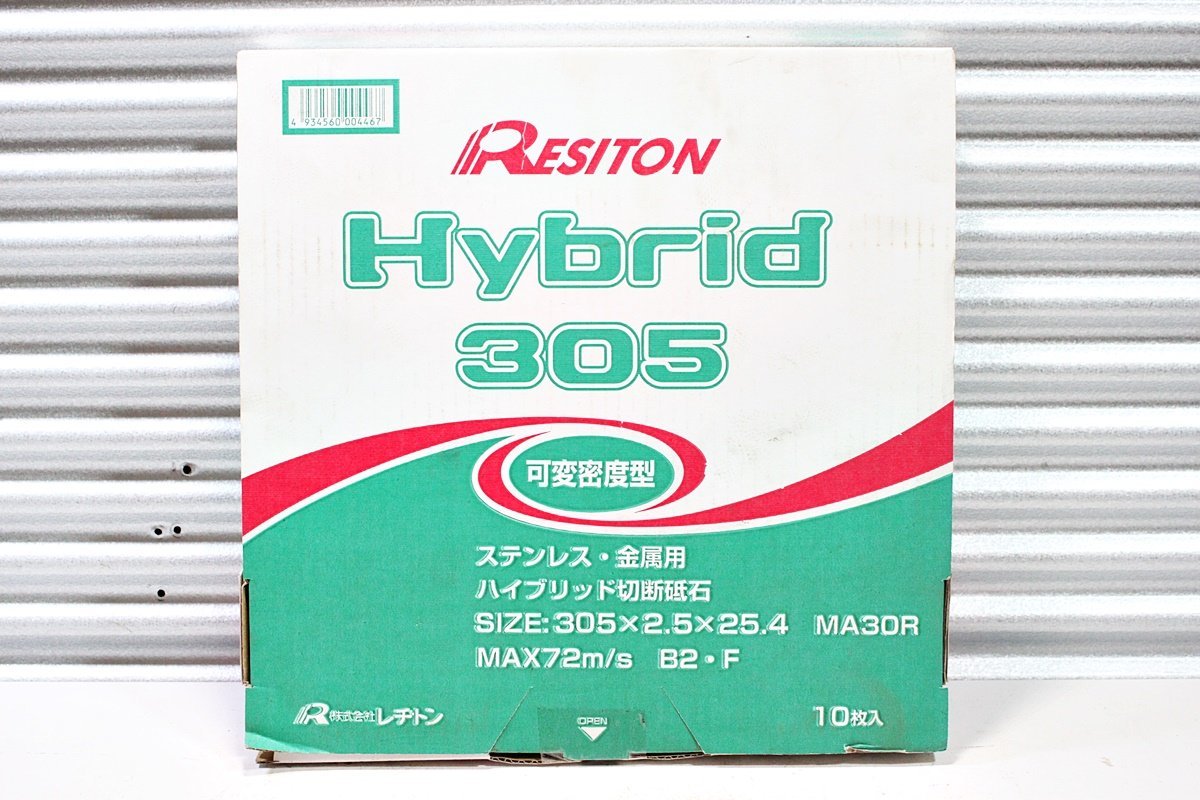 4 934560 004467
RESITON
Hybrid
305
可変密度型
ステンレス・金属用
ハイブリッド切断砥石
SIZE:305×2.5×25.4 MA30R
MAX72m/s B2・F
R 株式会社レヂトン
OPEN
10枚入